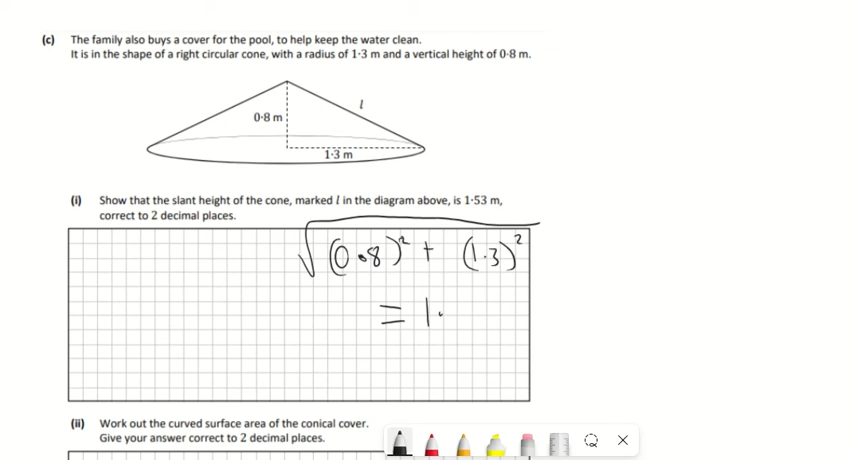 (c) The family also buys a cover for the pool, to help keep the water clean.
It is in the shape of a right circular cone, with a radius of 1·3 m and a vertical height of 0·8 m.
l
0·8 m
1·3 m
(i) Show that the slant height of the cone, marked l in the diagram above, is 1·53 m,
correct to 2 decimal places.
√(0.8)² + (1.3)²
= 1.
(ii) Work out the curved surface area of the conical cover.
Give your answer correct to 2 decimal places.